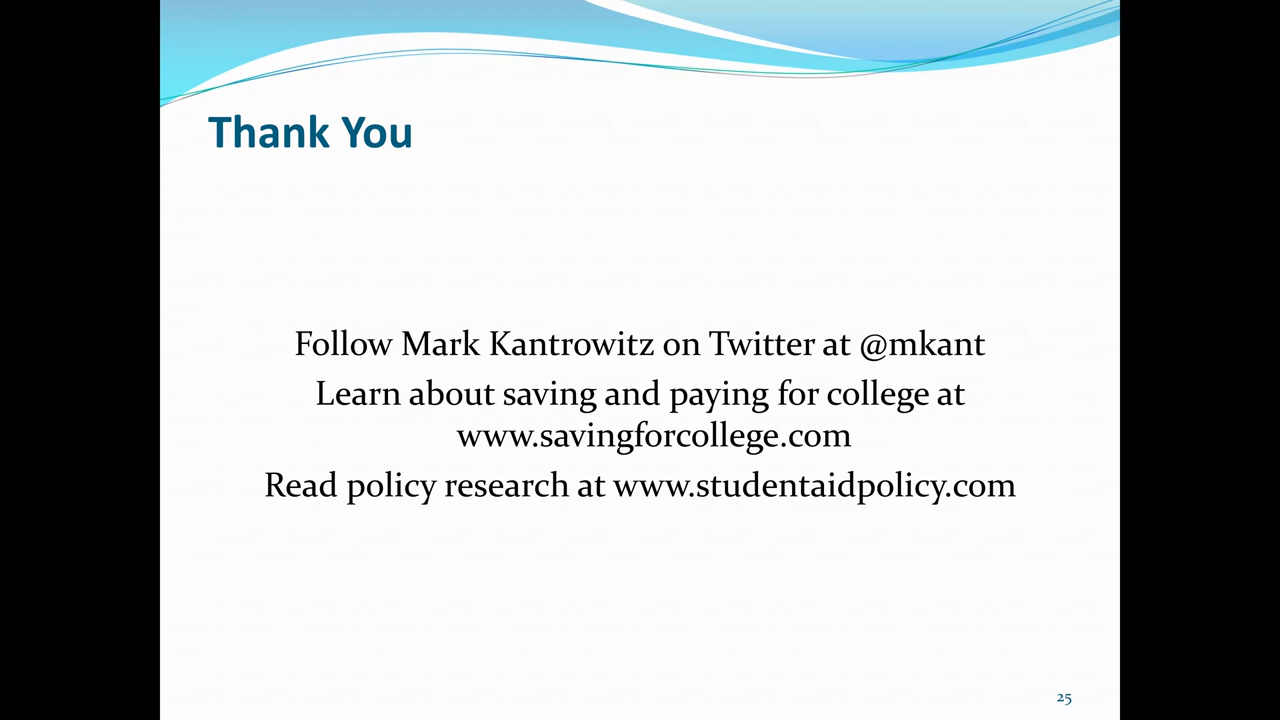 Thank You
Follow Mark Kantrowitz on Twitter at @mkant
Learn about saving and paying for college at
www.savingforcollege.com
Read policy research at www.studentaidpolicy.com
25